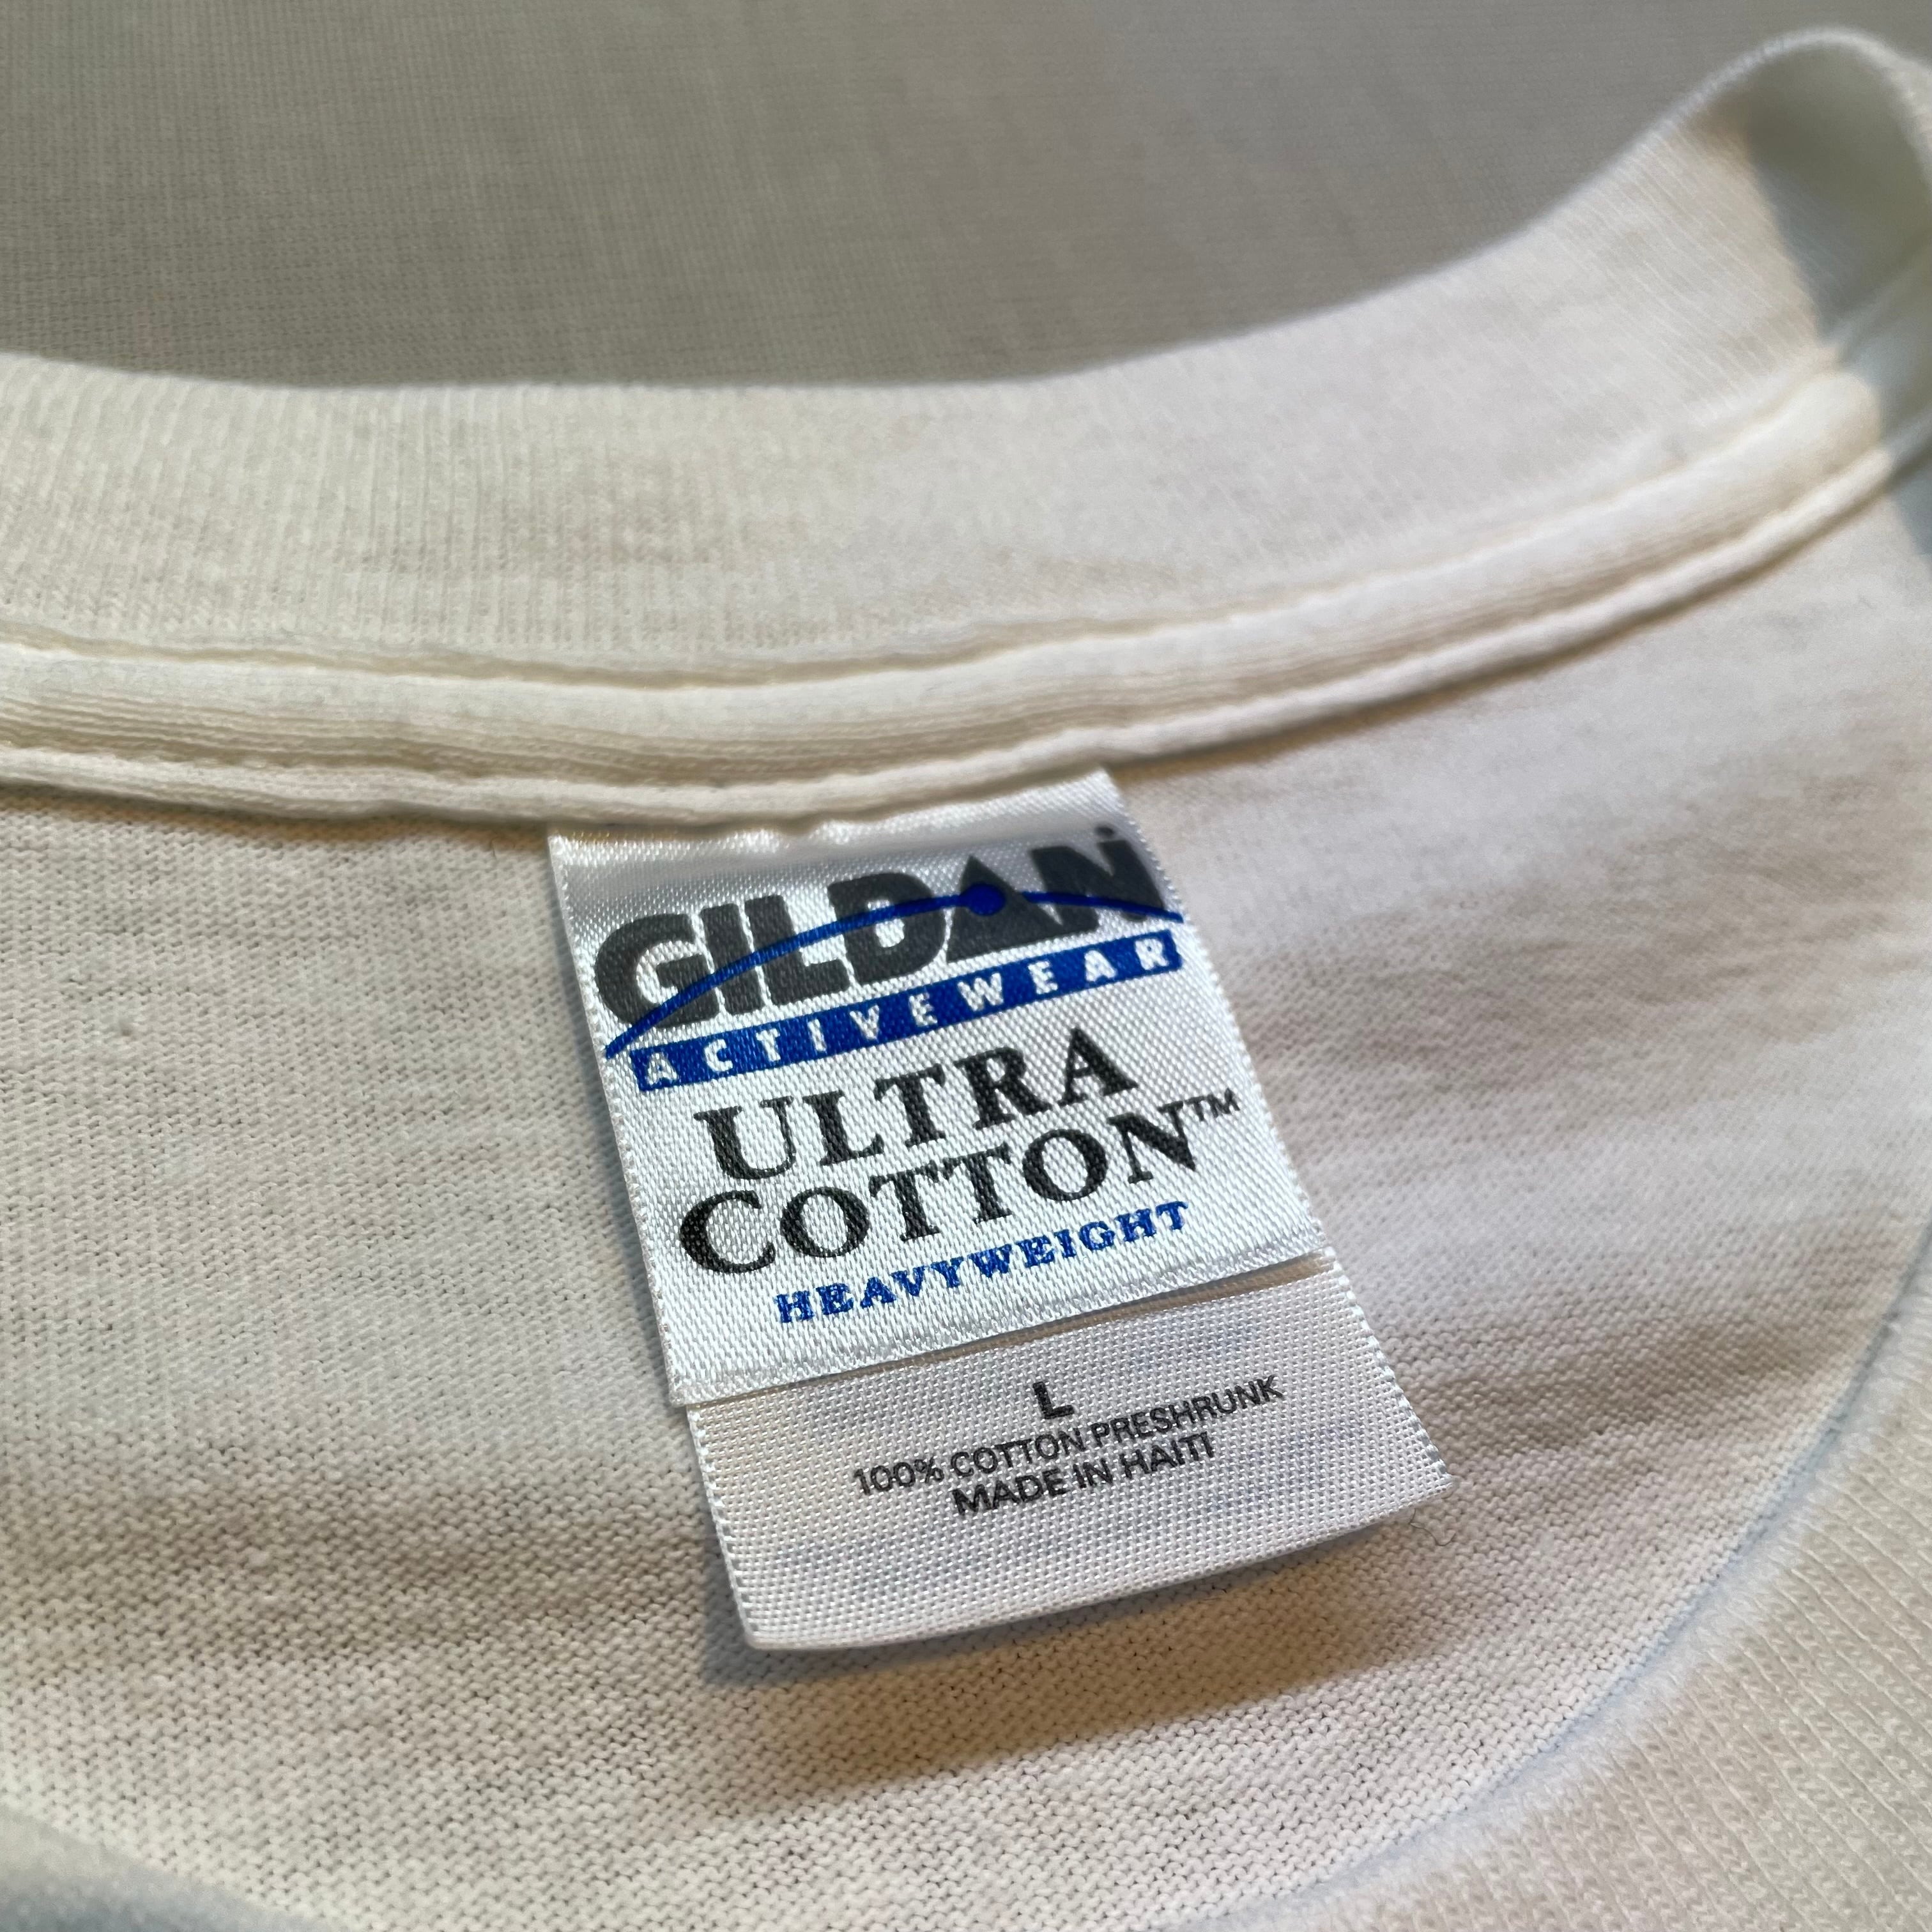 GILDAN
ACTIVEWEAR
ULTRA
COTTON™
HEAVYWEIGHT
L
100% COTTON PRESHRUNK
MADE IN HAITI